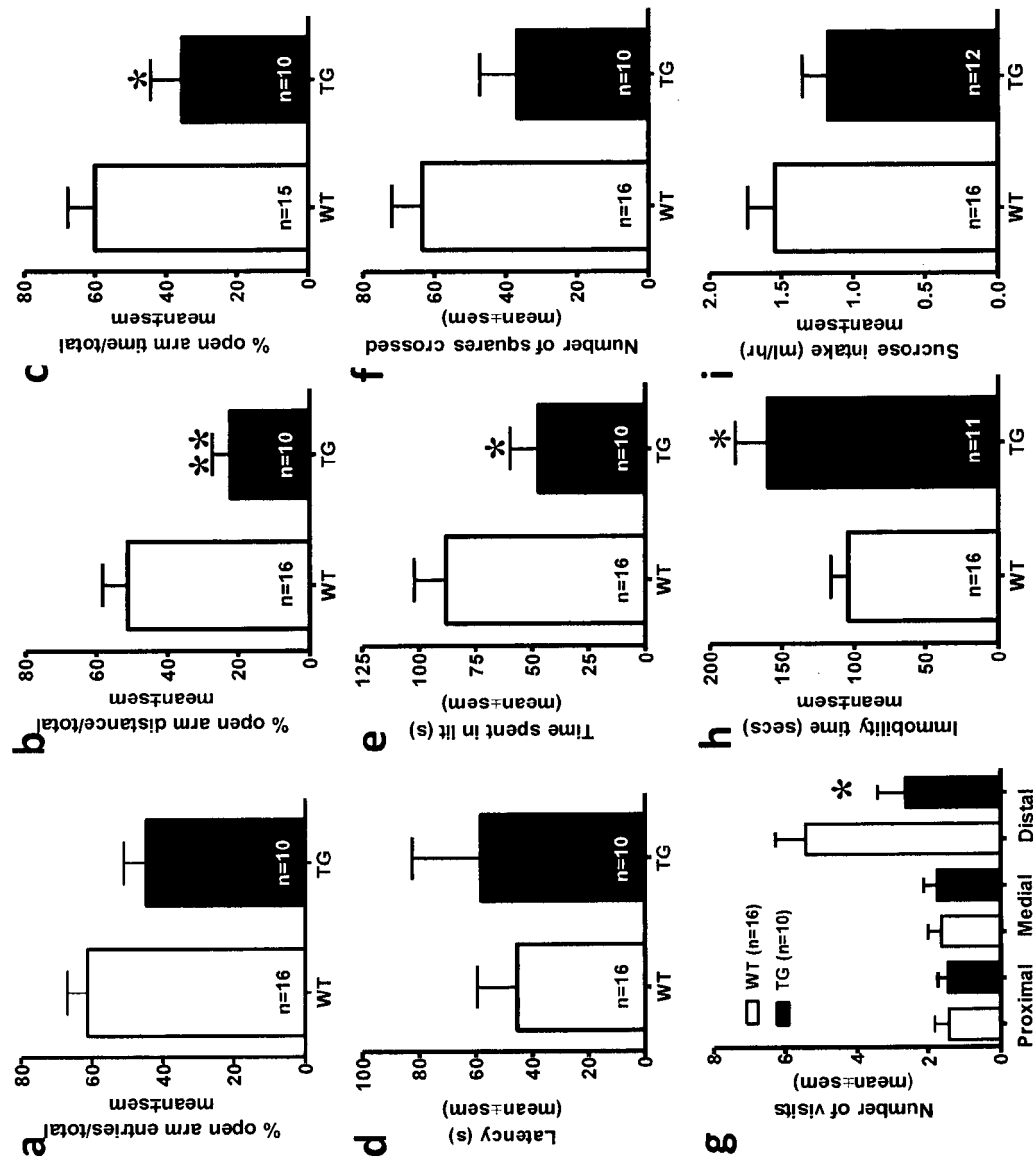 a
% open arm entries/total
mean±sem
80
60
40
20
0
n=16
n=10
WT
TG
b
% open arm distance/total
mean±sem
80
60
40
20
0
**
n=16
n=10
WT
TG
c
% open arm time/total
mean±sem
80
60
40
20
0
*
n=15
n=10
WT
TG
d
Latency (s)
(mean±sem)
100
80
60
40
20
0
n=16
n=10
WT
TG
e
Time spent in lit (s)
(mean±sem)
125
100
75
50
25
0
*
n=16
n=10
WT
TG
f
Number of squares crossed
(mean±sem)
80
60
40
20
0
n=16
n=10
WT
TG
g
Number of visits
(mean±sem)
8
6
4
2
0
WT (n=16)
TG (n=10)
*
Proximal
Medial
Distal
h
Immobility time (secs)
mean±sem
200
150
100
50
0
*
n=16
n=11
WT
TG
i
Sucrose intake (ml/hr)
mean±sem
2.0
1.5
1.0
0.5
0.0
n=16
n=12
WT
TG